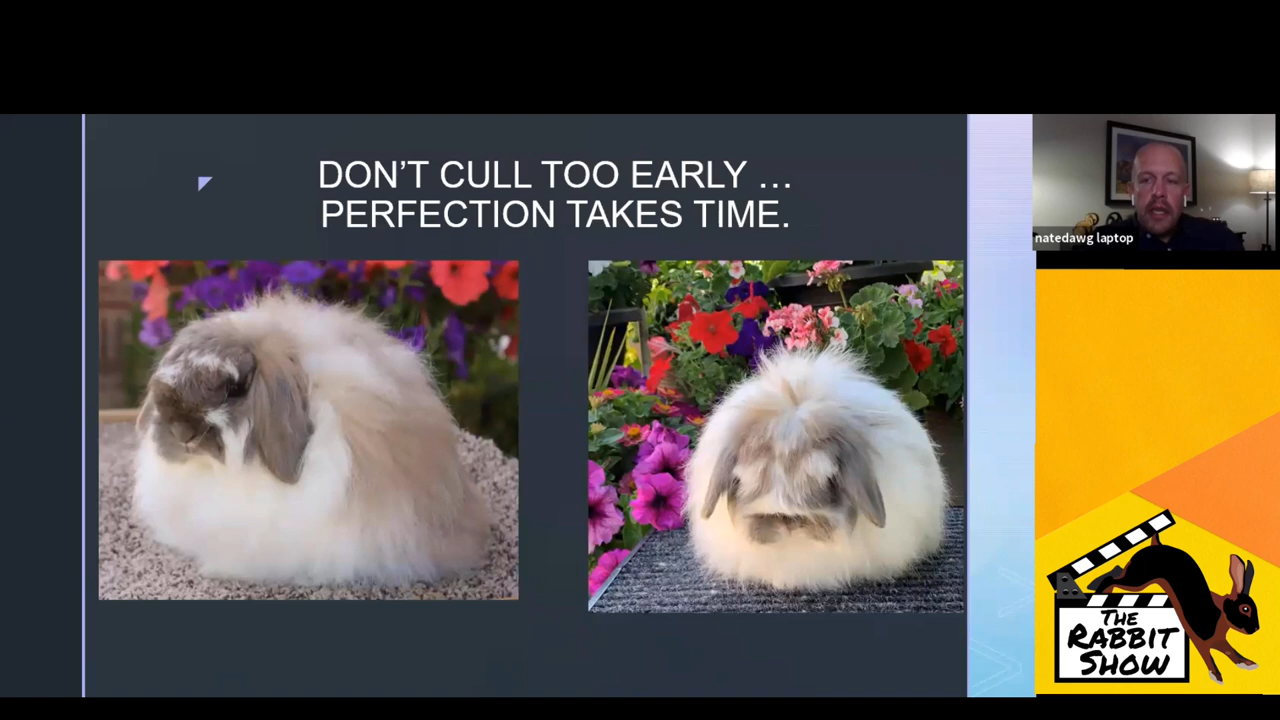 DON'T CULL TOO EARLY …
PERFECTION TAKES TIME.
natedawg laptop
THE
RABBIT
SHOW